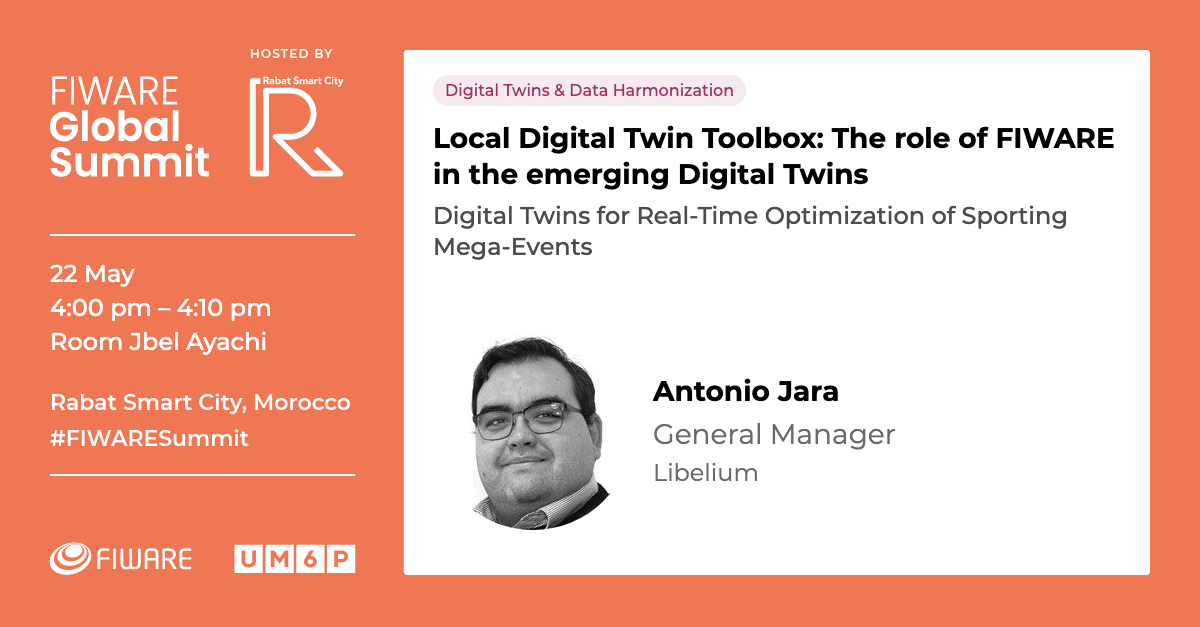 FIWARE
Global
Summit
HOSTED BY
Rabat Smart City
R
22 May
4:00 pm – 4:10 pm
Room Jbel Ayachi
Rabat Smart City, Morocco
#FIWARESummit
FIWARE
UM6P
Digital Twins & Data Harmonization
Local Digital Twin Toolbox: The role of FIWARE
in the emerging Digital Twins
Digital Twins for Real-Time Optimization of Sporting
Mega-Events
Antonio Jara
General Manager
Libelium